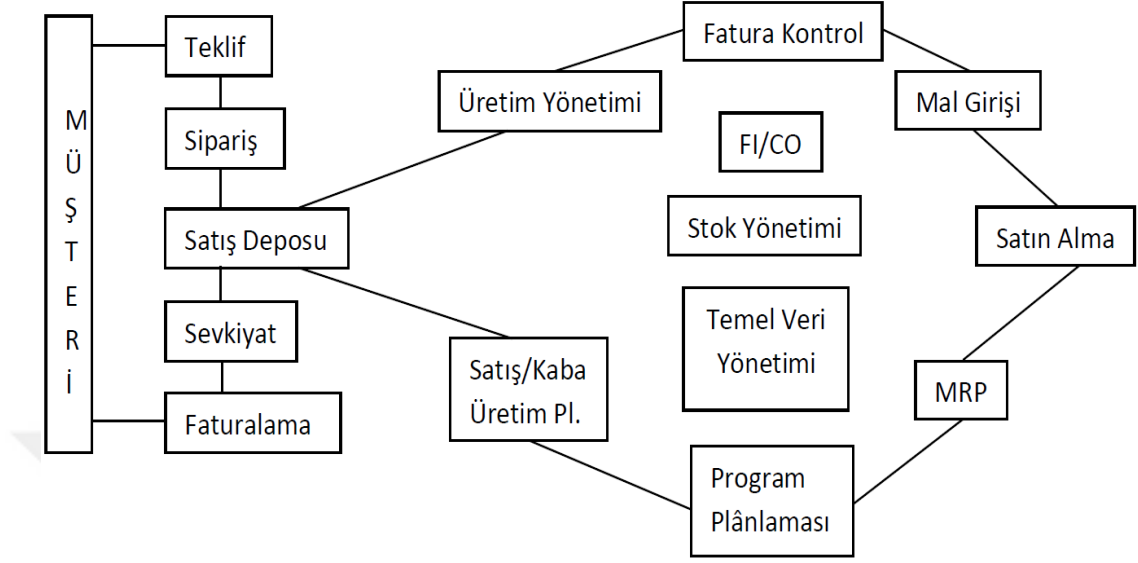 MÜŞTERİ
Teklif
Sipariş
Satış Deposu
Sevkiyat
Faturalama
Üretim Yönetimi
Satış/Kaba
Üretim Pl.
Fatura Kontrol
FI/CO
Stok Yönetimi
Temel Veri
Yönetimi
Program
Plânlaması
Mal Girişi
Satın Alma
MRP